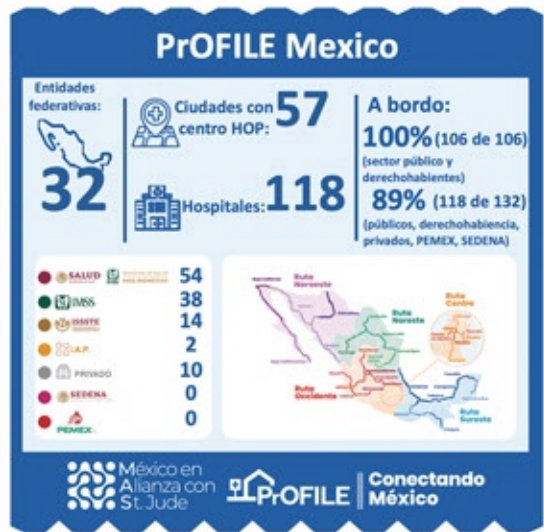 PrOFILE Mexico
Entidades
federativas:
32
Ciudades con
centro HOP: 57
Hospitales: 118
A bordo:
100% (106 de 106)
(sector público y
derechohabientes)
89% (118 de 132)
(públicos, derechohabiencia,
privados, PEMEX, SEDENA)
SALUD 54
IMSS 38
ISSSTE 14
I.A.P. 2
PRIVADO 10
SEDENA 0
PEMEX 0
Ruta
Noroeste
Ruta
Noreste
Ruta
Centro
Ruta
Occidente
Ruta
Sureste
México en
Alianza con
St. Jude
PrOFILE
Conectando
México